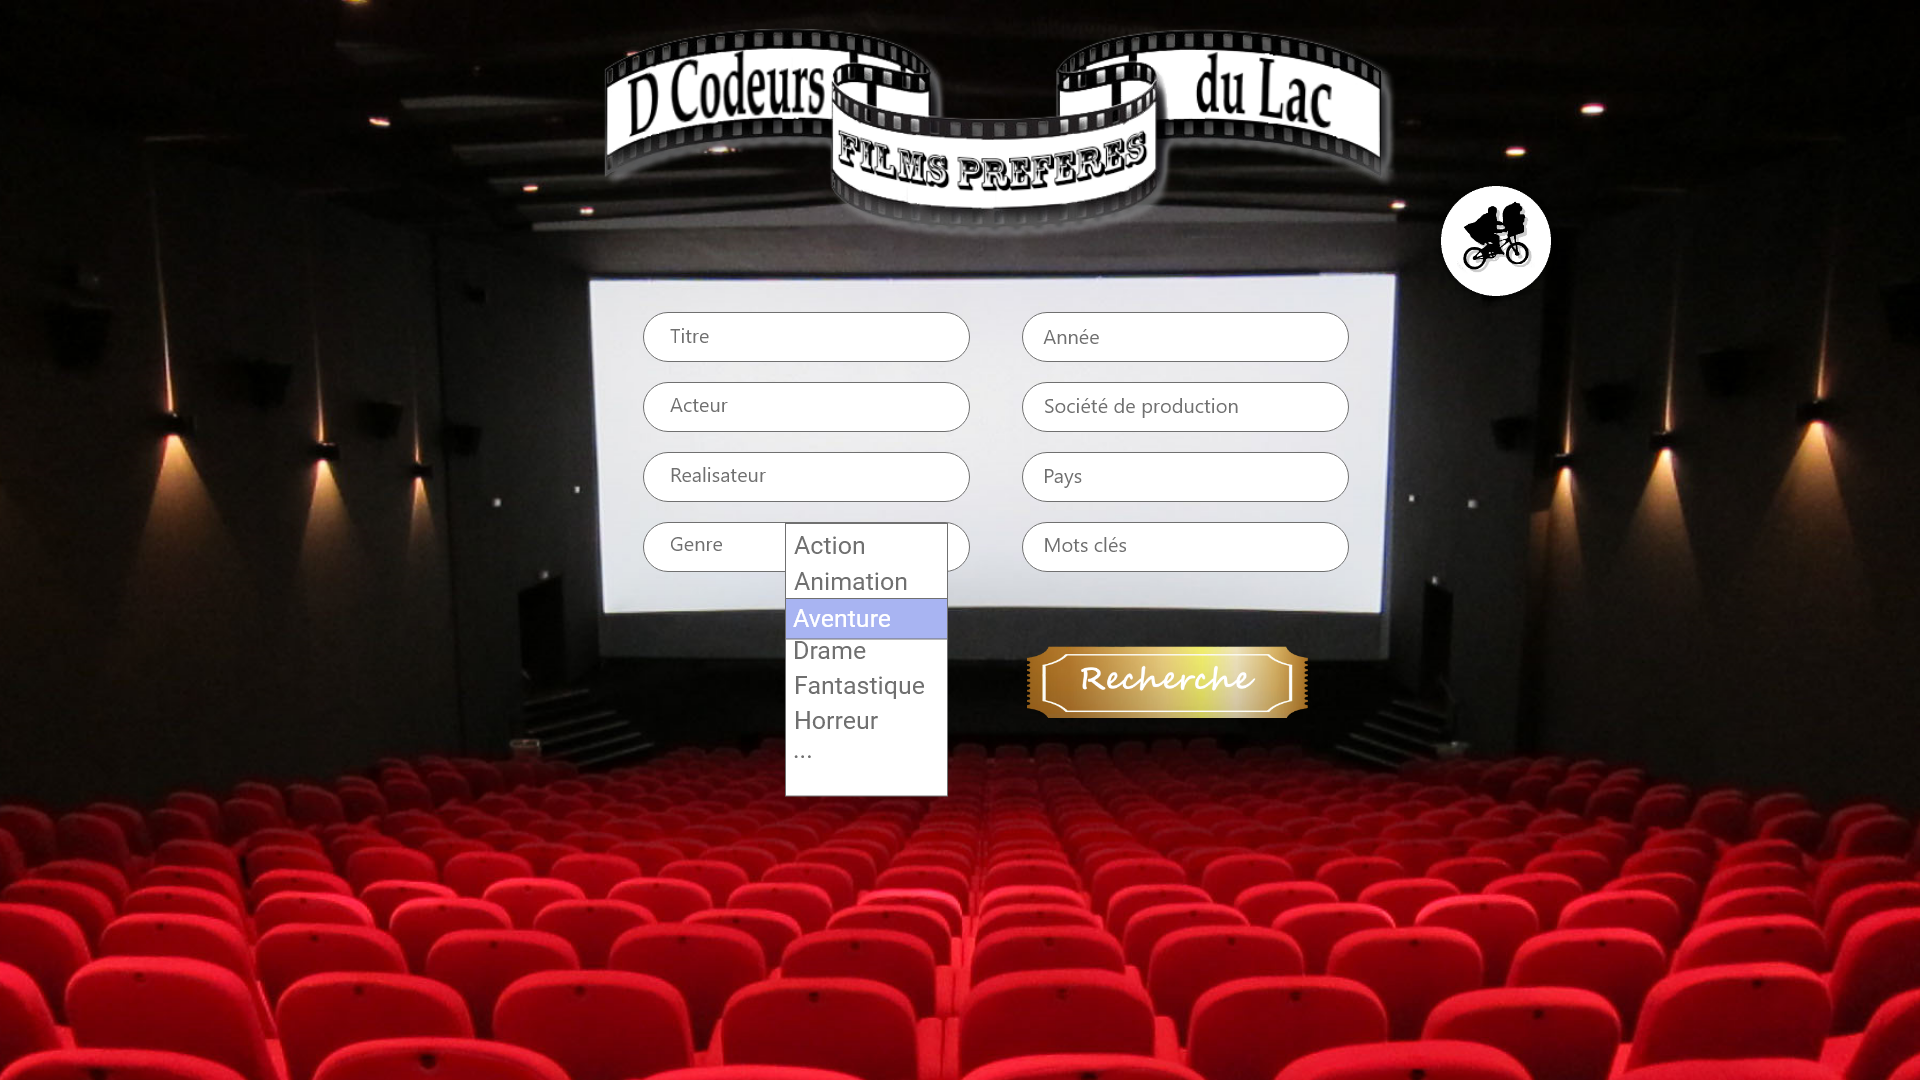 D Codeurs
du Lac
FILMS PREFERES
Titre
Année
Acteur
Société de production
Realisateur
Pays
Genre
Mots clés
Action
Animation
Aventure
Drame
Fantastique
Horreur
...
Recherche